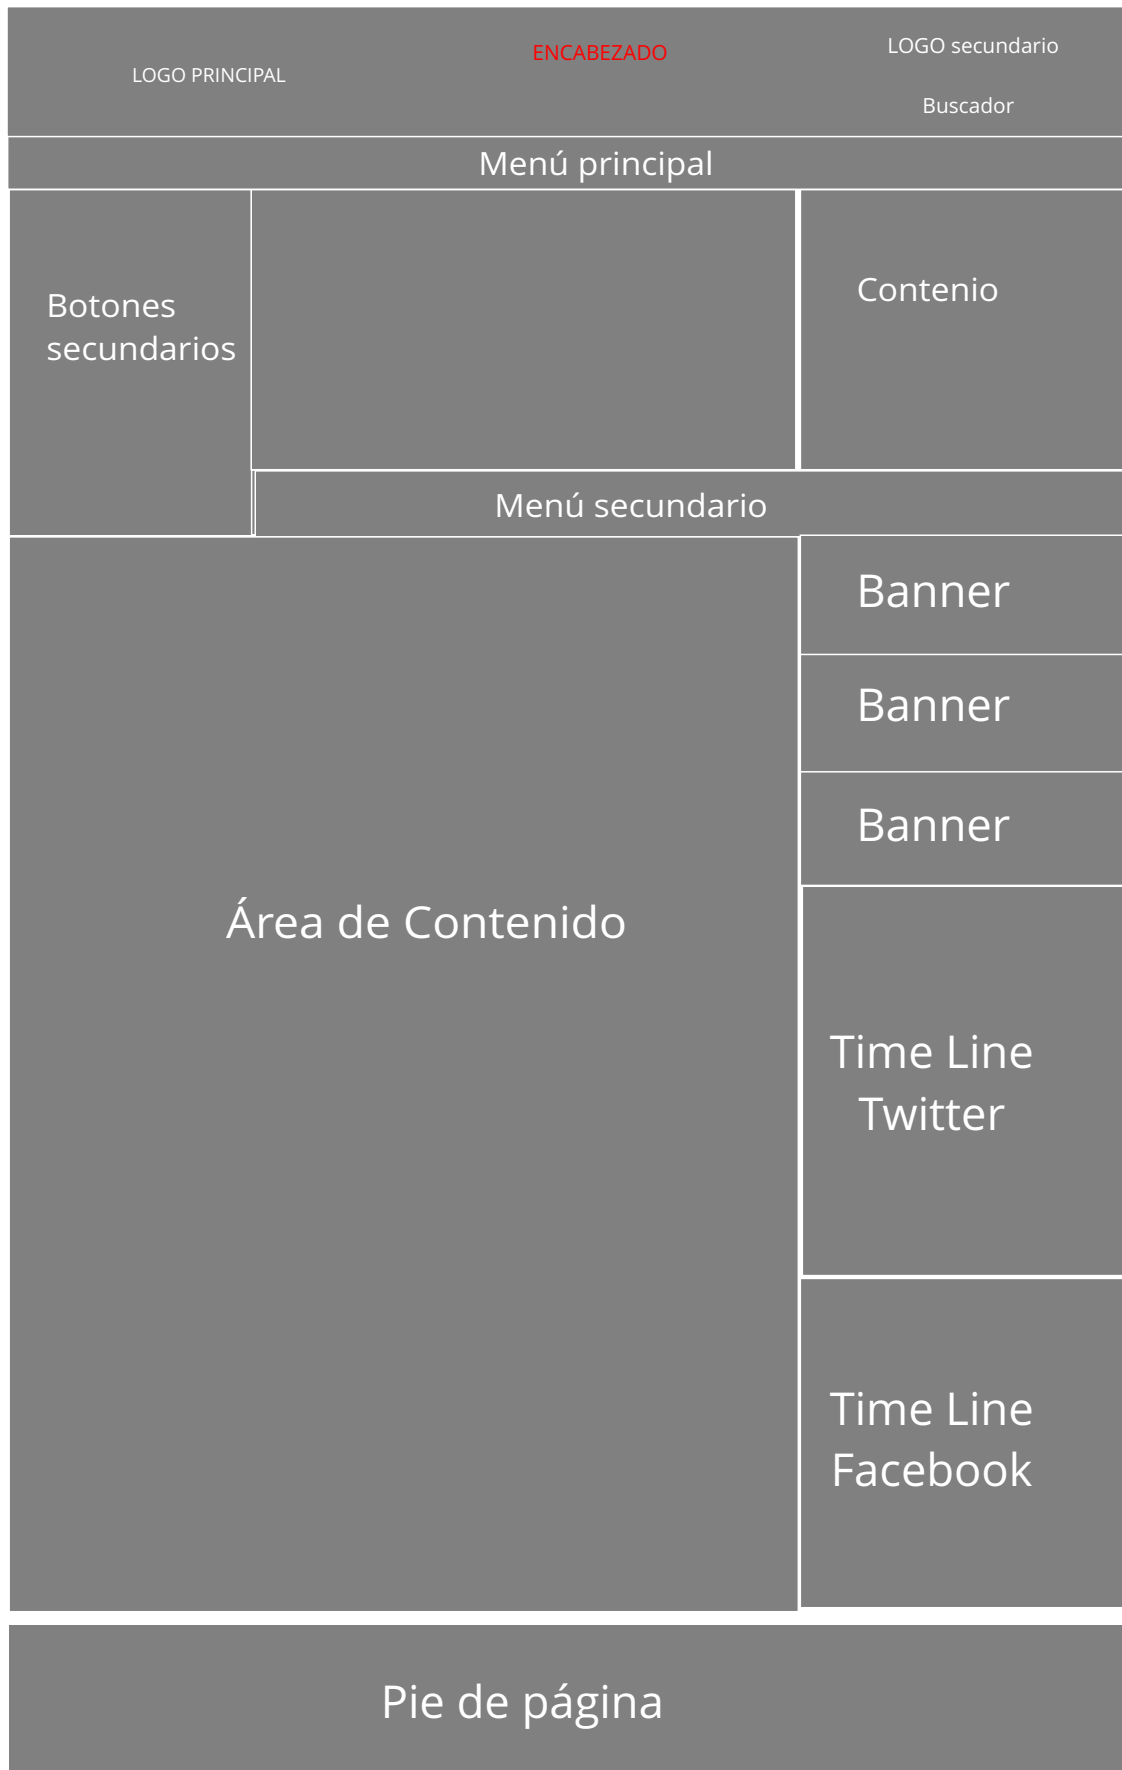 LOGO PRINCIPAL
ENCABEZADO
LOGO secundario
Buscador
Menú principal
Botones
secundarios
Contenio
Menú secundario
Banner
Banner
Banner
Área de Contenido
Time Line
Twitter
Time Line
Facebook
Pie de página